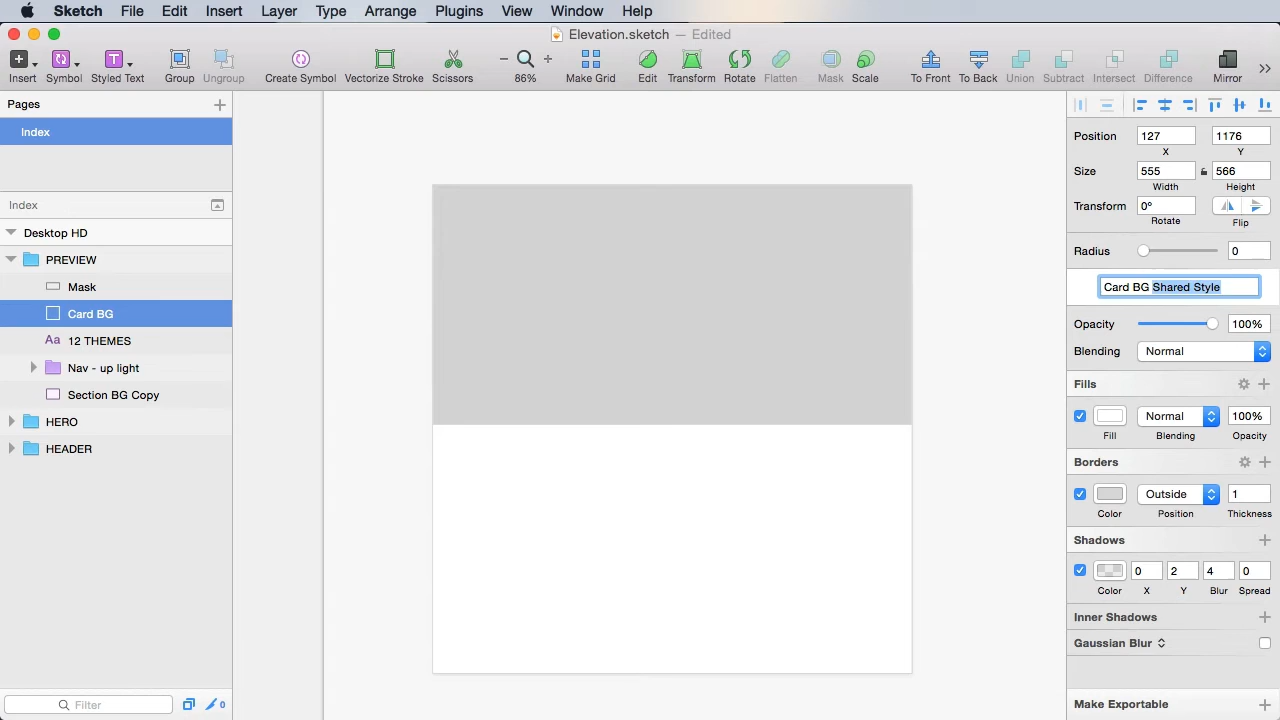 Sketch File Edit Insert Layer Type Arrange Plugins View Window Help
Elevation.sketch — Edited
Insert Symbol Styled Text Group Ungroup Create Symbol Vectorize Stroke Scissors 86% Make Grid Edit Transform Rotate Flatten Mask Scale To Front To Back Union Subtract Intersect Difference Mirror
Pages
Index
Index
Desktop HD
PREVIEW
Mask
Card BG
Aa 12 THEMES
Nav - up light
Section BG Copy
HERO
HEADER
Filter
0
Position 127 1176
X Y
Size 555 566
Width Height
Transform 0º
Rotate Flip
Radius 0
Card BG Shared Style
Opacity 100%
Blending Normal
Fills
Normal 100%
Fill Blending Opacity
Borders
Outside 1
Color Position Thickness
Shadows
0 2 4 0
Color X Y Blur Spread
Inner Shadows
Gaussian Blur
Make Exportable